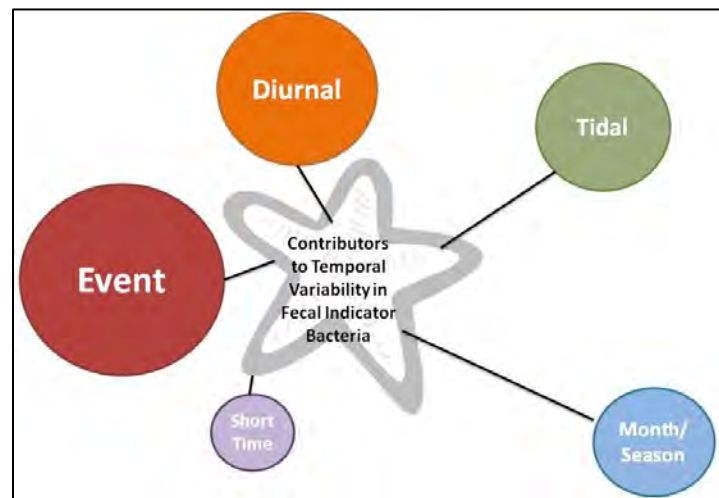 Diurnal
Tidal
Event
Contributors
to Temporal
Variability in
Fecal Indicator
Bacteria
Short
Time
Month/
Season